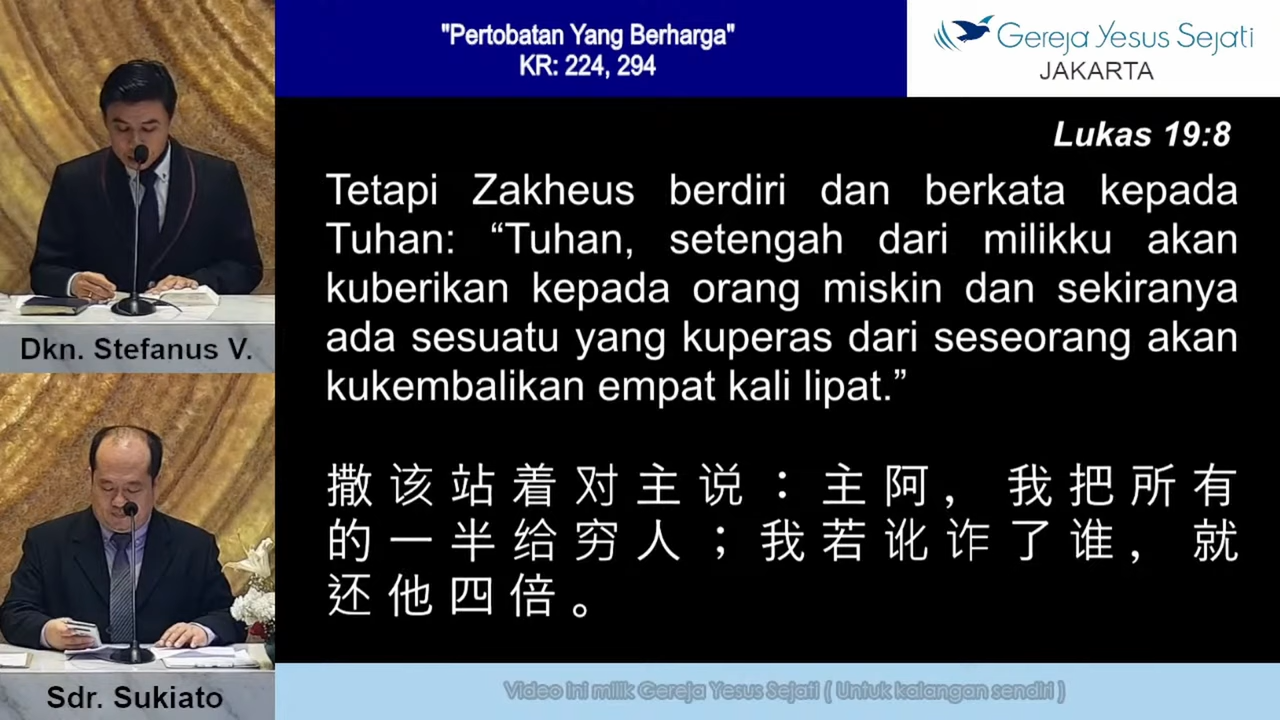 "Pertobatan Yang Berharga"
KR: 224, 294
Gereja Yesus Sejati
JAKARTA
Lukas 19:8
Tetapi Zakheus berdiri dan berkata kepada
Tuhan: “Tuhan, setengah dari milikku akan
kuberikan kepada orang miskin dan sekiranya
ada sesuatu yang kuperas dari seseorang akan
kukembalikan empat kali lipat.”
撒该站着对主说：主阿，我把所有
的一半给穷人；我若讹诈了谁，就
还他四倍。
Dkn. Stefanus V.
Sdr. Sukiato
Video ini milik Gereja Yesus Sejati ( Untuk kalangan sendiri )